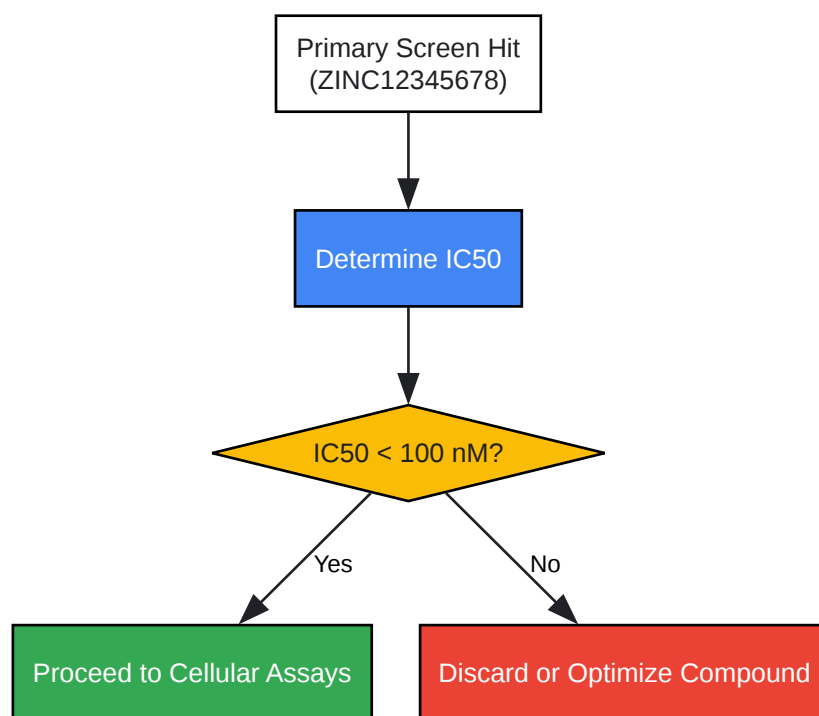 Primary Screen Hit
(ZINC12345678)
Determine IC50
IC50 < 100 nM?
Yes
No
Proceed to Cellular Assays
Discard or Optimize Compound